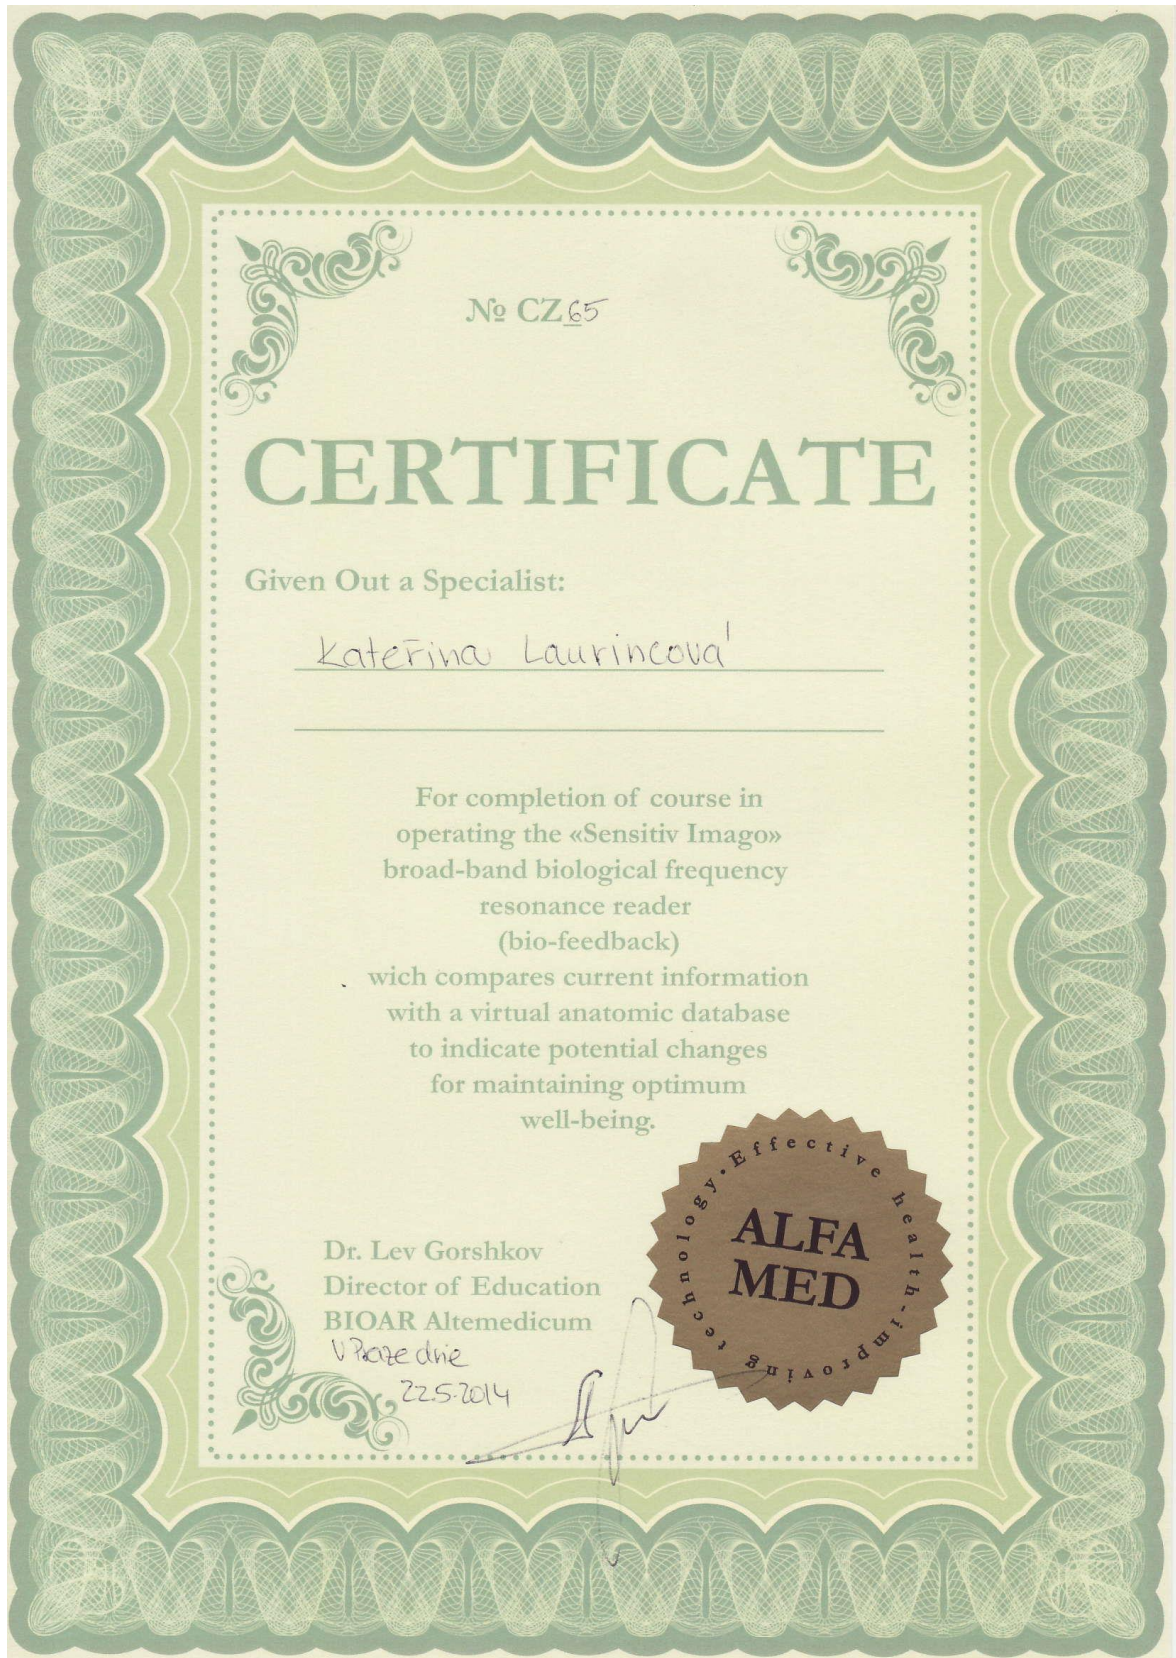 № CZ 65
CERTIFICATE
Given Out a Specialist:
Kateřina Laurincová
For completion of course in
operating the «Sensitiv Imago»
broad-band biological frequency
resonance reader
(bio-feedback)
wich compares current information
with a virtual anatomic database
to indicate potential changes
for maintaining optimum
well-being.
Effective health-improving technology.
ALFA
MED
Dr. Lev Gorshkov
Director of Education
BIOAR Altemedicum
V Praze dne
22.5.2014